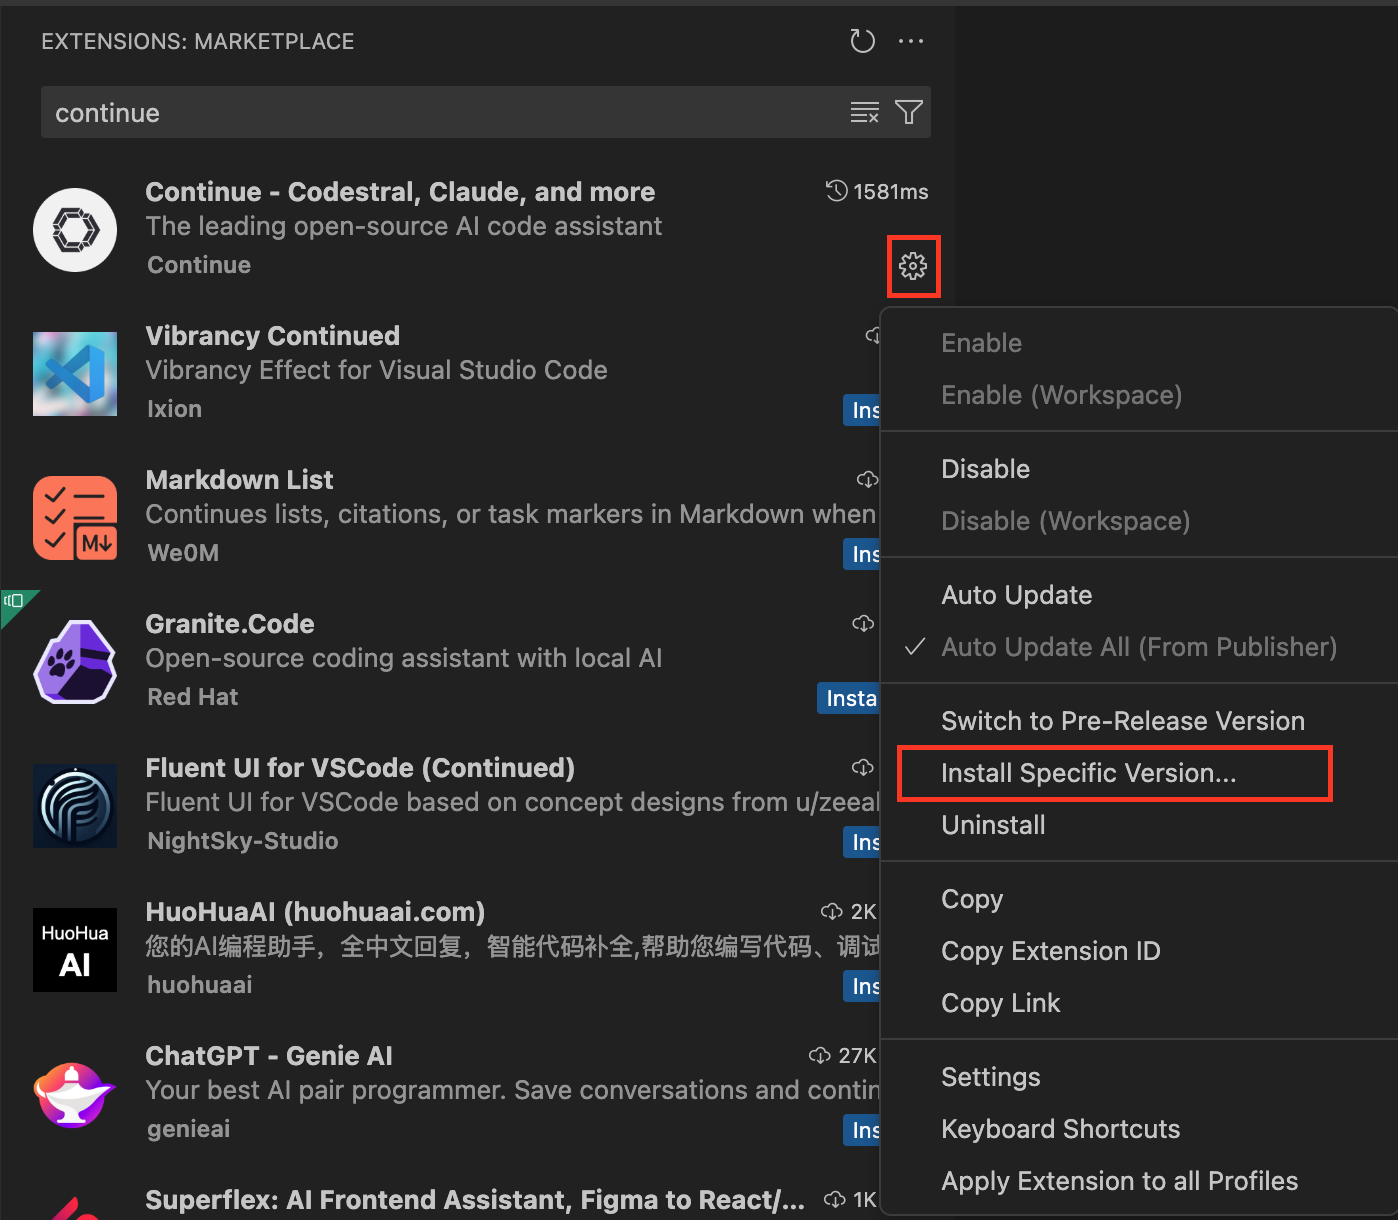 EXTENSIONS: MARKETPLACE
continue
Continue - Codestral, Claude, and more
1581ms
The leading open-source AI code assistant
Continue
Vibrancy Continued
Vibrancy Effect for Visual Studio Code
Ixion
Ins
Markdown List
Continues lists, citations, or task markers in Markdown when
We0M
Ins
M↓
Granite.Code
Open-source coding assistant with local AI
Red Hat
Insta
Fluent UI for VSCode (Continued)
Fluent UI for VSCode based on concept designs from u/zeeal
NightSky-Studio
Ins
HuoHua
AI
HuoHuaAI (huohuaai.com)
2K
您的AI编程助手，全中文回复，智能代码补全,帮助您编写代码、调试
huohuaai
Ins
ChatGPT - Genie AI
27K
Your best AI pair programmer. Save conversations and contin
genieai
Ins
Superflex: AI Frontend Assistant, Figma to React/...
1K
Enable
Enable (Workspace)
Disable
Disable (Workspace)
Auto Update
Auto Update All (From Publisher)
Switch to Pre-Release Version
Install Specific Version...
Uninstall
Copy
Copy Extension ID
Copy Link
Settings
Keyboard Shortcuts
Apply Extension to all Profiles